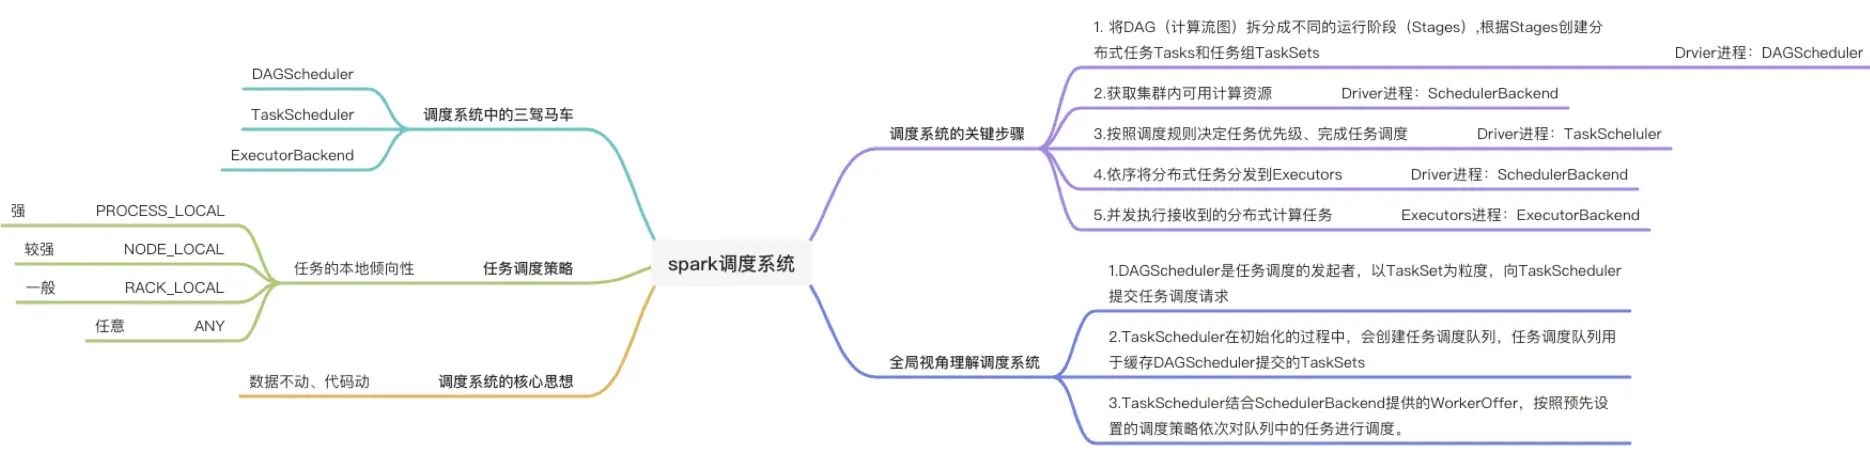 spark调度系统
调度系统中的三驾马车
DAGScheduler
TaskScheduler
ExecutorBackend
任务调度策略
任务的本地倾向性
强 PROCESS_LOCAL
较强 NODE_LOCAL
一般 RACK_LOCAL
任意 ANY
调度系统的核心思想
数据不动、代码动
调度系统的关键步骤
1. 将DAG（计算流图）拆分成不同的运行阶段（Stages）,根据Stages创建分
布式任务Tasks和任务组TaskSets Drvier进程：DAGScheduler
2.获取集群内可用计算资源 Driver进程：SchedulerBackend
3.按照调度规则决定任务优先级、完成任务调度 Driver进程：TaskScheluler
4.依序将分布式任务分发到Executors Driver进程：SchedulerBackend
5.并发执行接收到的分布式计算任务 Executors进程：ExecutorBackend
全局视角理解调度系统
1.DAGScheduler是任务调度的发起者，以TaskSet为粒度，向TaskScheduler
提交任务调度请求
2.TaskScheduler在初始化的过程中，会创建任务调度队列，任务调度队列用
于缓存DAGScheduler提交的TaskSets
3.TaskScheduler结合SchedulerBackend提供的WorkerOffer，按照预先设
置的调度策略依次对队列中的任务进行调度。